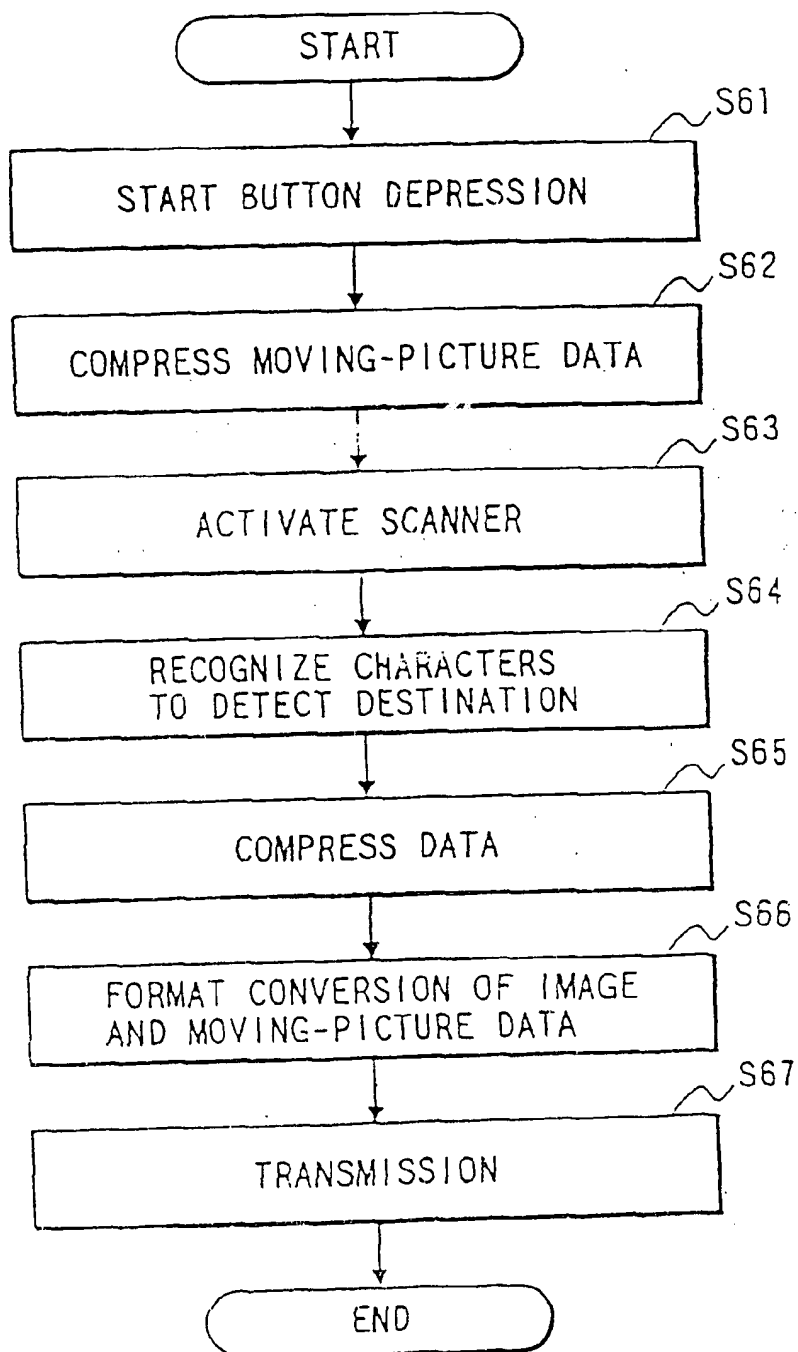 START
S61
START BUTTON DEPRESSION
S62
COMPRESS MOVING-PICTURE DATA
S63
ACTIVATE SCANNER
S64
RECOGNIZE CHARACTERS
TO DETECT DESTINATION
S65
COMPRESS DATA
S66
FORMAT CONVERSION OF IMAGE
AND MOVING-PICTURE DATA
S67
TRANSMISSION
END